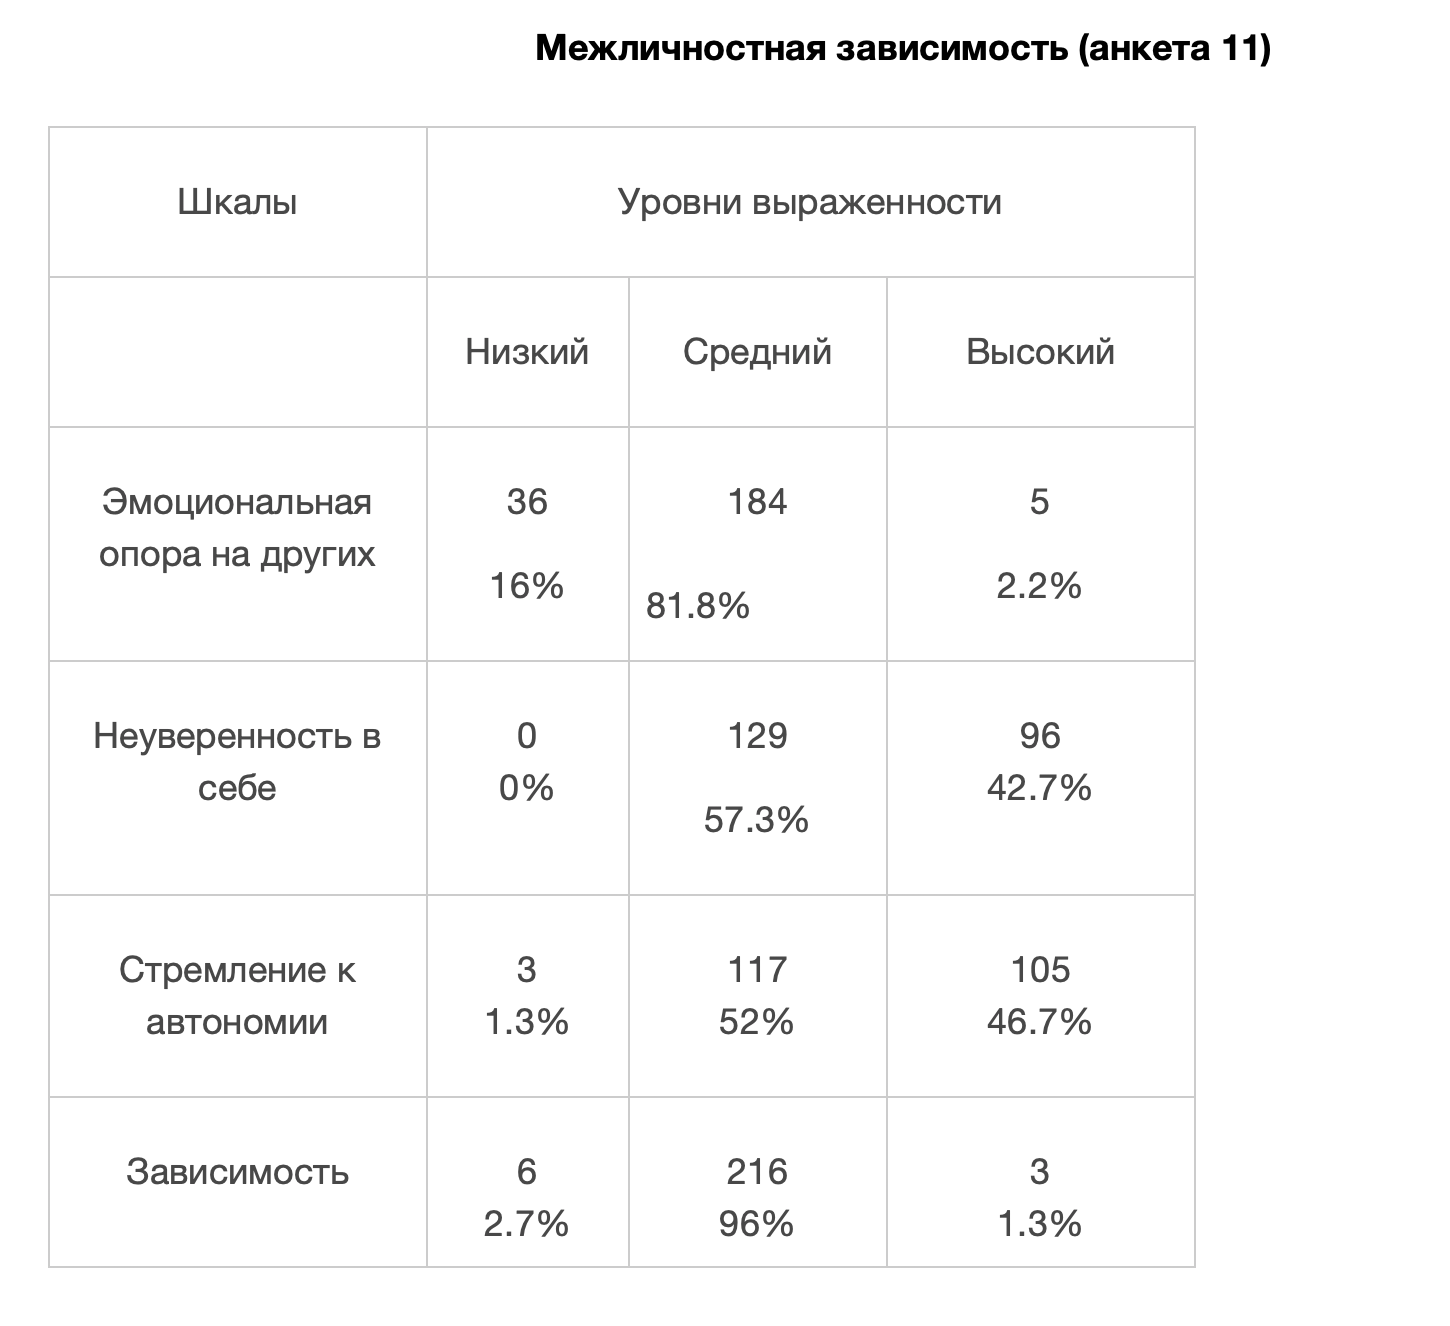 Межличностная зависимость (анкета 11)
Шкалы
Уровни выраженности
Низкий
Средний
Высокий
Эмоциональная
опора на других
36
16%
184
81.8%
5
2.2%
Неуверенность в
себе
0
0%
129
57.3%
96
42.7%
Стремление к
автономии
3
1.3%
117
52%
105
46.7%
Зависимость
6
2.7%
216
96%
3
1.3%